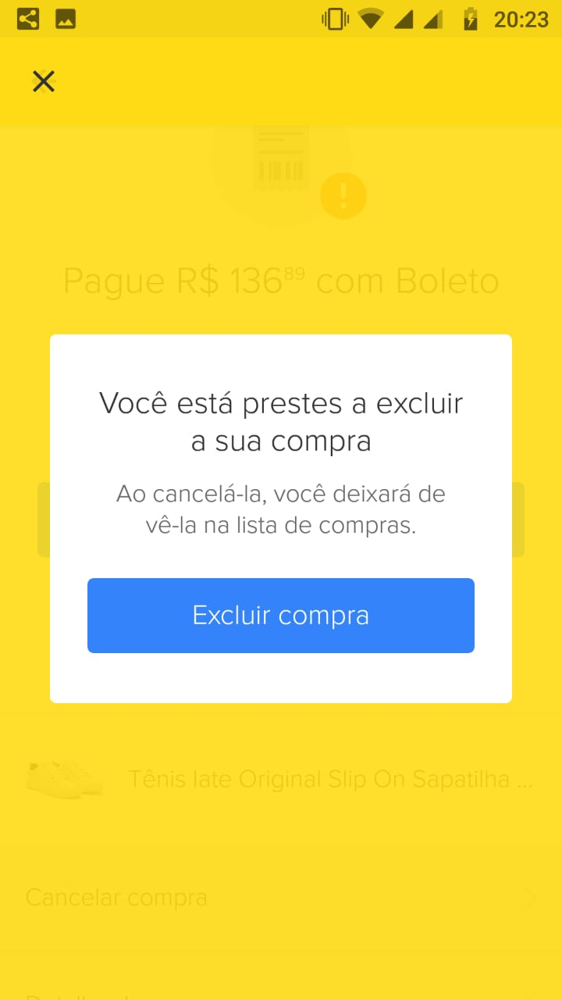 20:23
Pague R$ 136⁸⁹ com Boleto
Você está prestes a excluir
a sua compra
Ao cancelá-la, você deixará de
vê-la na lista de compras.
Excluir compra
Tênis Iate Original Slip On Sapatilha ...
Cancelar compra